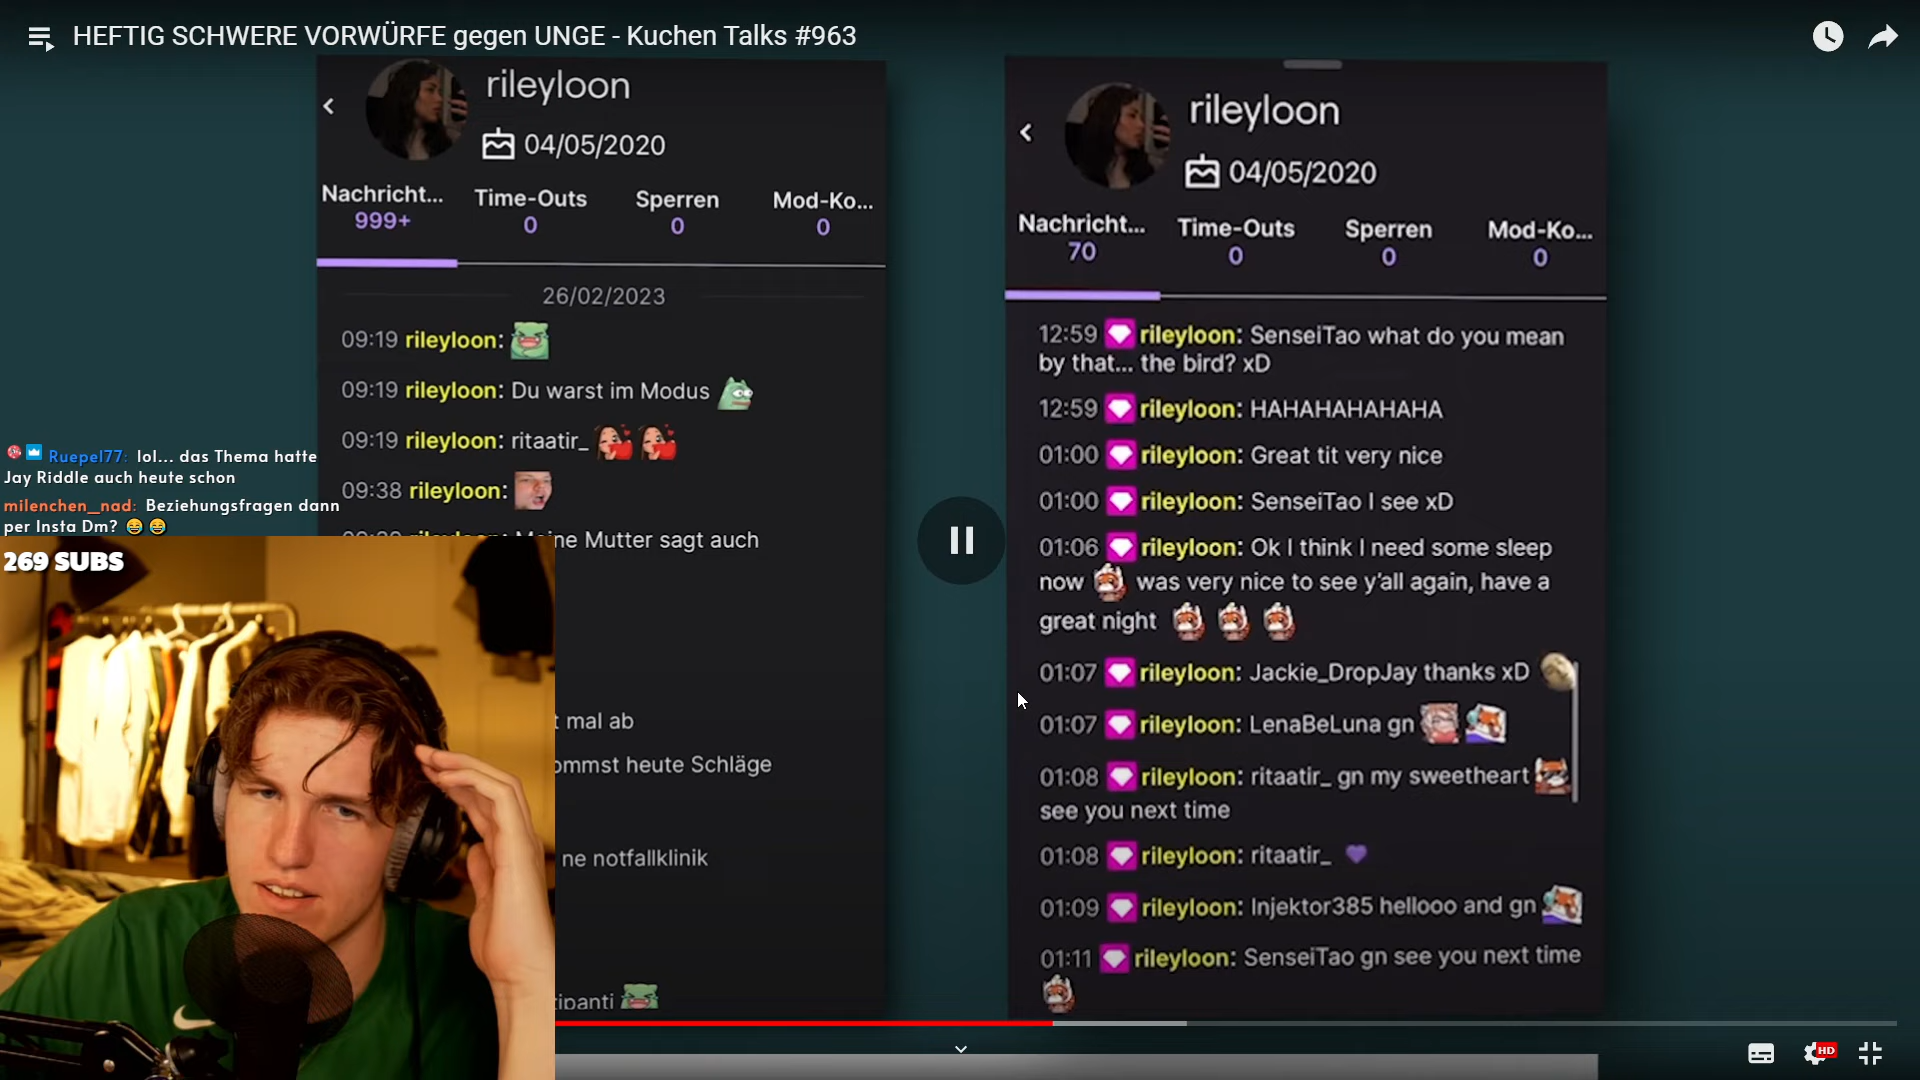 HEFTIG SCHWERE VORWÜRFE gegen UNGE - Kuchen Talks #963
rileyloon
04/05/2020
Nachricht... Time-Outs Sperren Mod-Ko...
999+ 0 0 0
26/02/2023
09:19 rileyloon:
09:19 rileyloon: Du warst im Modus
09:19 rileyloon: ritaatir_
09:38 rileyloon:
ine Mutter sagt auch
t mal ab
ommst heute Schläge
ne notfallklinik
tipanti
Ruepel77: lol... das Thema hatte
Jay Riddle auch heute schon
milenchen_nad: Beziehungsfragen dann
per Insta Dm? 😂 😂
269 SUBS
rileyloon
04/05/2020
Nachricht... Time-Outs Sperren Mod-Ko...
70 0 0 0
12:59 rileyloon: SenseiTao what do you mean
by that... the bird? xD
12:59 rileyloon: HAHAHAHAHAHA
01:00 rileyloon: Great tit very nice
01:00 rileyloon: SenseiTao I see xD
01:06 rileyloon: Ok I think I need some sleep
now was very nice to see y'all again, have a
great night
01:07 rileyloon: Jackie_DropJay thanks xD
01:07 rileyloon: LenaBeLuna gn
01:08 rileyloon: ritaatir_ gn my sweetheart
see you next time
01:08 rileyloon: ritaatir_ 💜
01:09 rileyloon: Injektor385 hellooo and gn
01:11 rileyloon: SenseiTao gn see you next time
HD